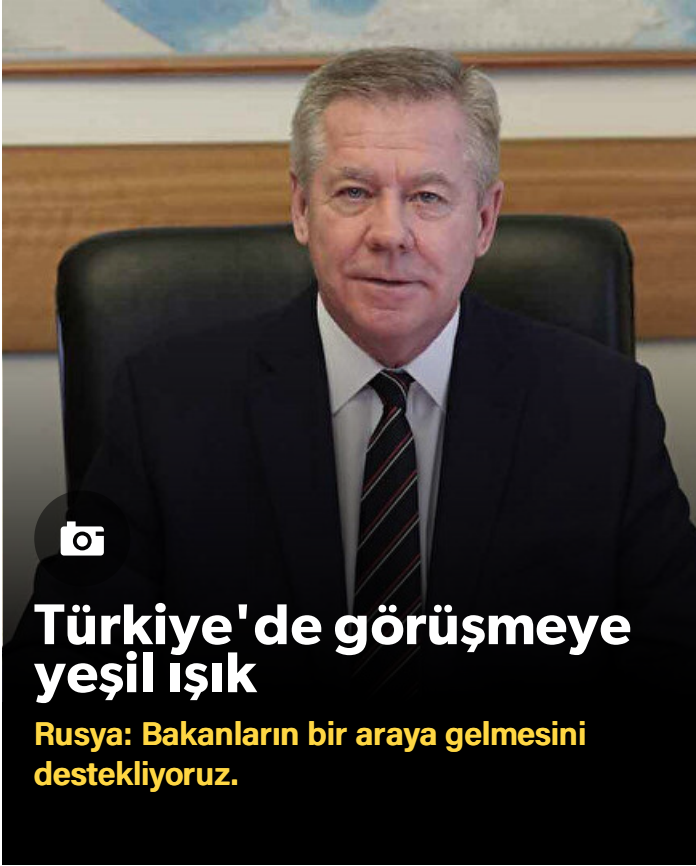 Türkiye'de görüşmeye
yeşil ışık
Rusya: Bakanların bir araya gelmesini
destekliyoruz.